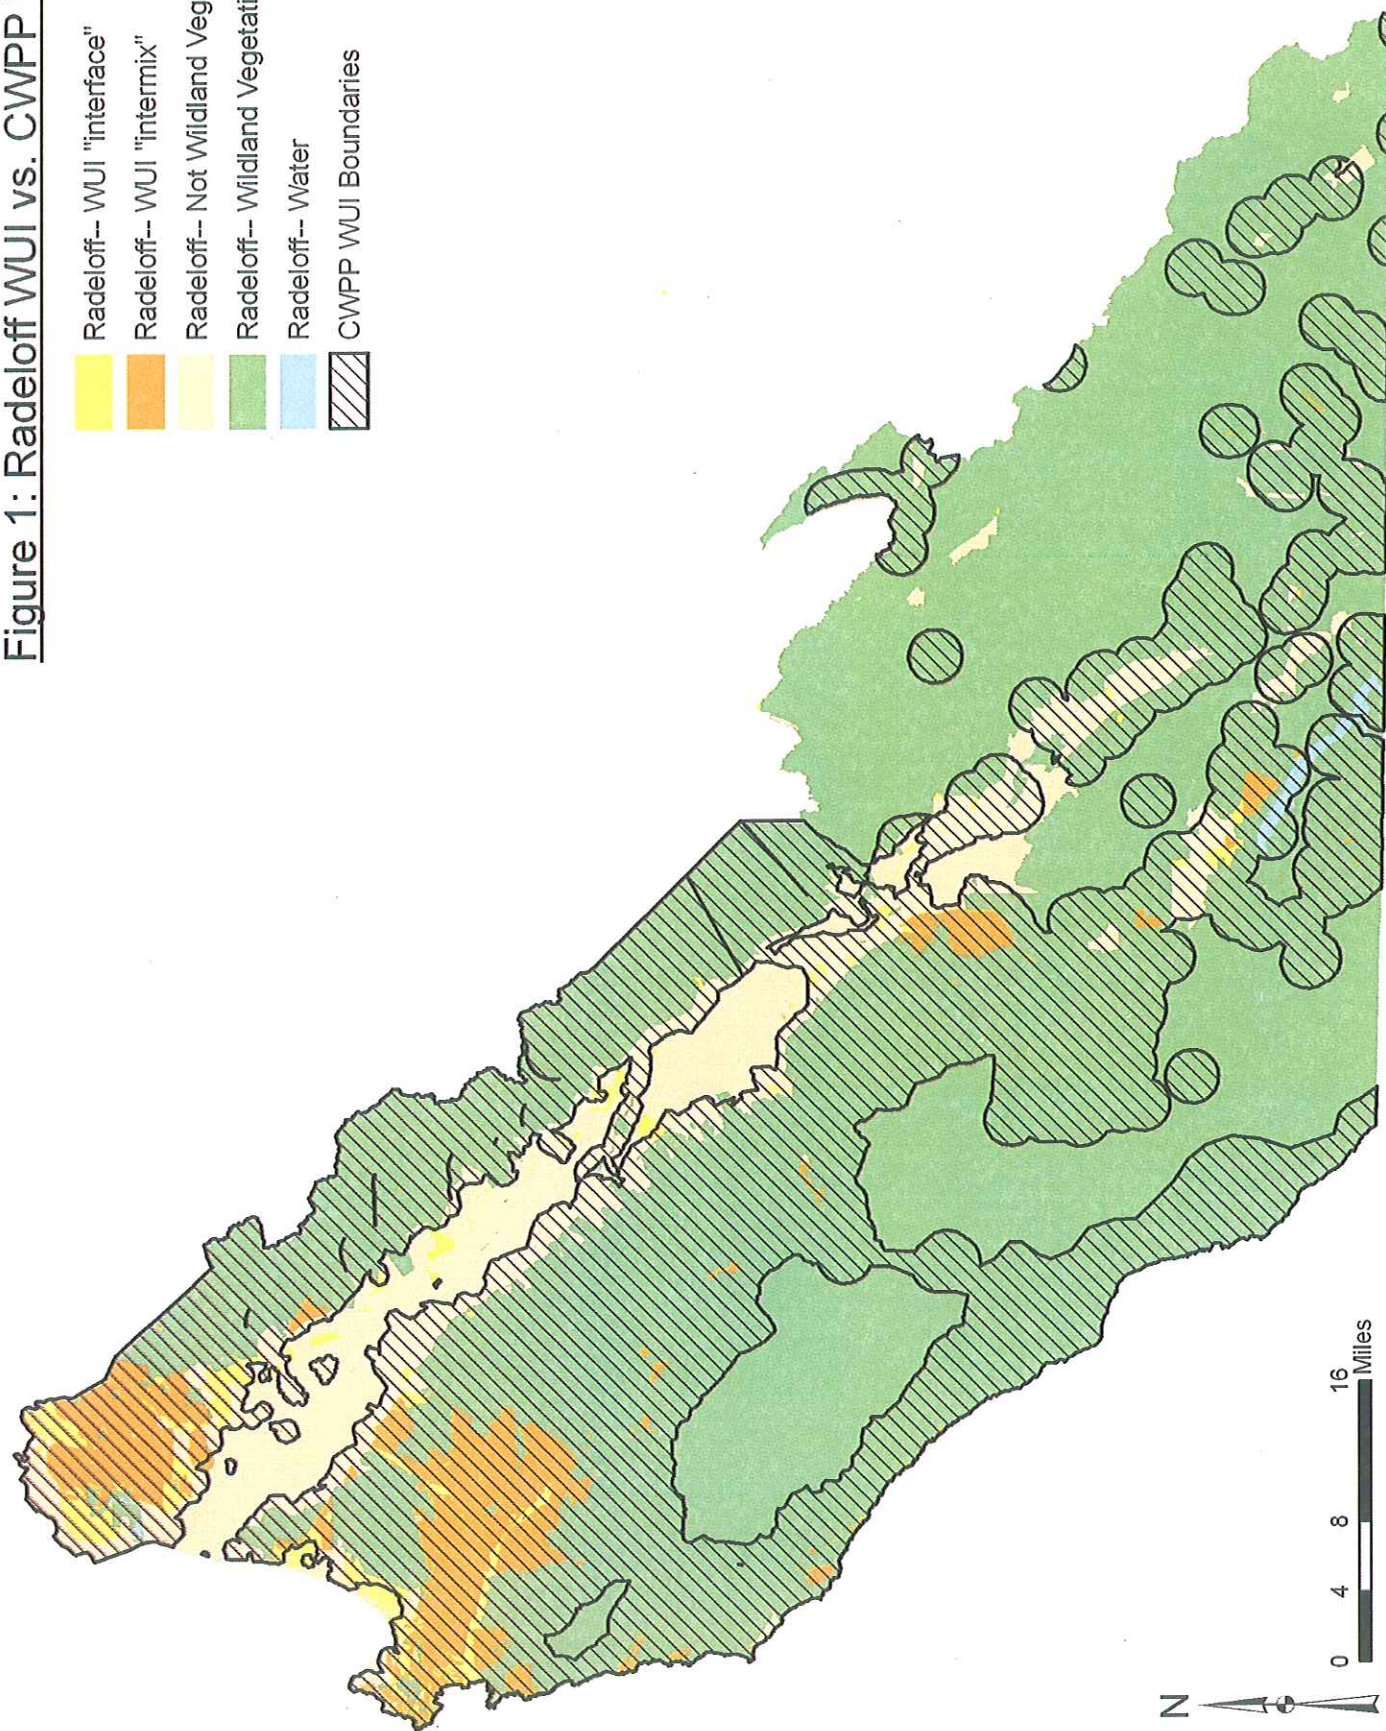 Figure 1: Radeloff WUI vs. CWPP
Radeloff-- WUI "interface"
Radeloff-- WUI "intermix"
Radeloff-- Not Wildland Veg
Radeloff-- Wildland Vegetati
Radeloff-- Water
CWPP WUI Boundaries
N
0 4 8 16
Miles